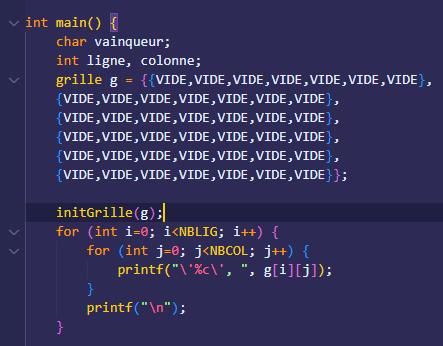 int main() {
char vainqueur;
int ligne, colonne;
grille g = {{VIDE,VIDE,VIDE,VIDE,VIDE,VIDE,VIDE},
{VIDE,VIDE,VIDE,VIDE,VIDE,VIDE,VIDE},
{VIDE,VIDE,VIDE,VIDE,VIDE,VIDE,VIDE},
{VIDE,VIDE,VIDE,VIDE,VIDE,VIDE,VIDE},
{VIDE,VIDE,VIDE,VIDE,VIDE,VIDE,VIDE},
{VIDE,VIDE,VIDE,VIDE,VIDE,VIDE,VIDE}};
initGrille(g);
for (int i=0; i<NBLIG; i++) {
for (int j=0; j<NBCOL; j++) {
printf("\'%c\', ", g[i][j]);
}
printf("\n");
}